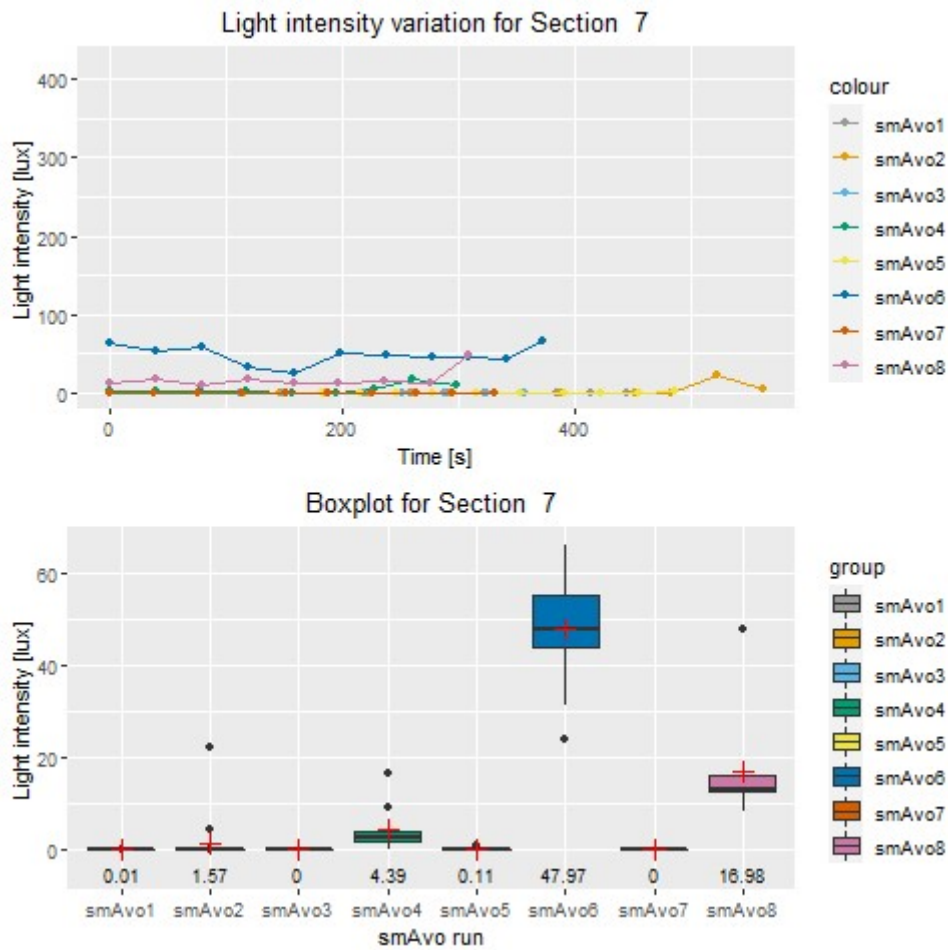 Light intensity variation for Section 7
Light intensity [lux]
400
300
200
100
0
0 200 400
Time [s]
colour
smAvo1
smAvo2
smAvo3
smAvo4
smAvo5
smAvo6
smAvo7
smAvo8
Boxplot for Section 7
Light intensity [lux]
60
40
20
0
0.01 1.57 0 4.39 0.11 47.97 0 16.98
smAvo1 smAvo2 smAvo3 smAvo4 smAvo5 smAvo6 smAvo7 smAvo8
smAvo run
group
smAvo1
smAvo2
smAvo3
smAvo4
smAvo5
smAvo6
smAvo7
smAvo8